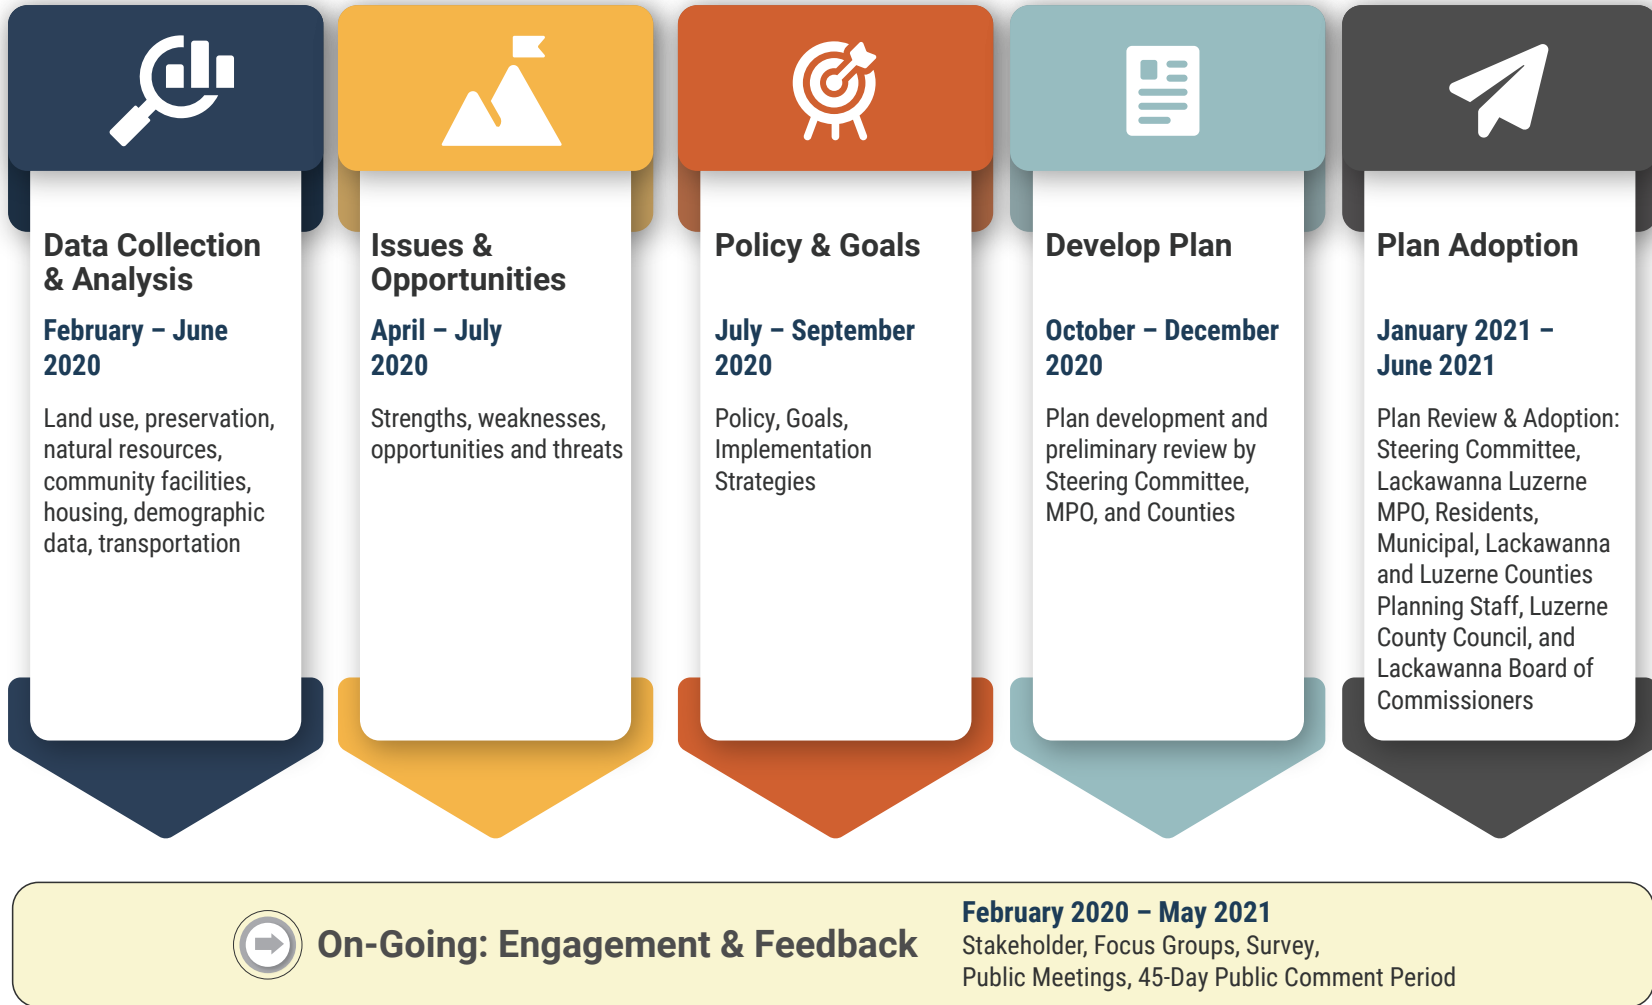 Data Collection
& Analysis
February – June
2020
Land use, preservation,
natural resources,
community facilities,
housing, demographic
data, transportation
Issues &
Opportunities
April – July
2020
Strengths, weaknesses,
opportunities and threats
Policy & Goals
July – September
2020
Policy, Goals,
Implementation
Strategies
Develop Plan
October – December
2020
Plan development and
preliminary review by
Steering Committee,
MPO, and Counties
Plan Adoption
January 2021 –
June 2021
Plan Review & Adoption:
Steering Committee,
Lackawanna Luzerne
MPO, Residents,
Municipal, Lackawanna
and Luzerne Counties
Planning Staff, Luzerne
County Council, and
Lackawanna Board of
Commissioners
On-Going: Engagement & Feedback
February 2020 – May 2021
Stakeholder, Focus Groups, Survey,
Public Meetings, 45-Day Public Comment Period